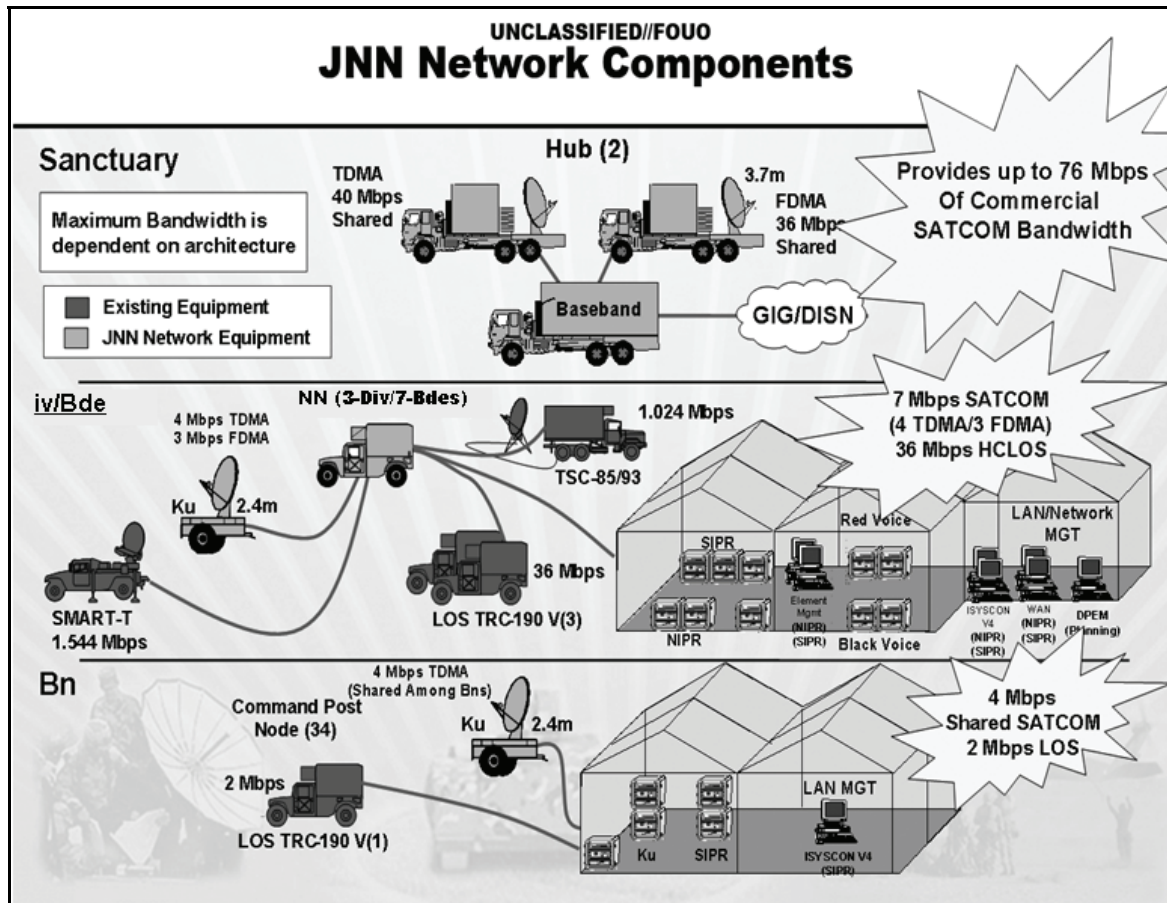 UNCLASSIFIED//FOUO
JNN Network Components
Sanctuary
Hub (2)
Maximum Bandwidth is
dependent on architecture
Existing Equipment
JNN Network Equipment
TDMA
40 Mbps
Shared
3.7m
FDMA
36 Mbps
Shared
Baseband
GIG/DISN
Provides up to 76 Mbps
Of Commercial
SATCOM Bandwidth
iv/Bde
NN (3-Div/7-Bdes)
4 Mbps TDMA
3 Mbps FDMA
Ku
2.4m
SMART-T
1.544 Mbps
1.024 Mbps
TSC-85/93
36 Mbps
LOS TRC-190 V(3)
7 Mbps SATCOM
(4 TDMA/3 FDMA)
36 Mbps HCLOS
SIPR
NIPR
Red Voice
Element
Mgmt
(NIPR)
(SIPR)
Black Voice
LAN/Network
MGT
ISYSCON
V4
(NIPR)
(SIPR)
WAN
(NIPR)
(SIPR)
DPEM
(Planning)
Bn
Command Post
Node (34)
4 Mbps TDMA
(Shared Among Bns)
Ku
2.4m
2 Mbps
LOS TRC-190 V(1)
Ku
SIPR
LAN MGT
ISYSCON V4
(SIPR)
4 Mbps
Shared SATCOM
2 Mbps LOS